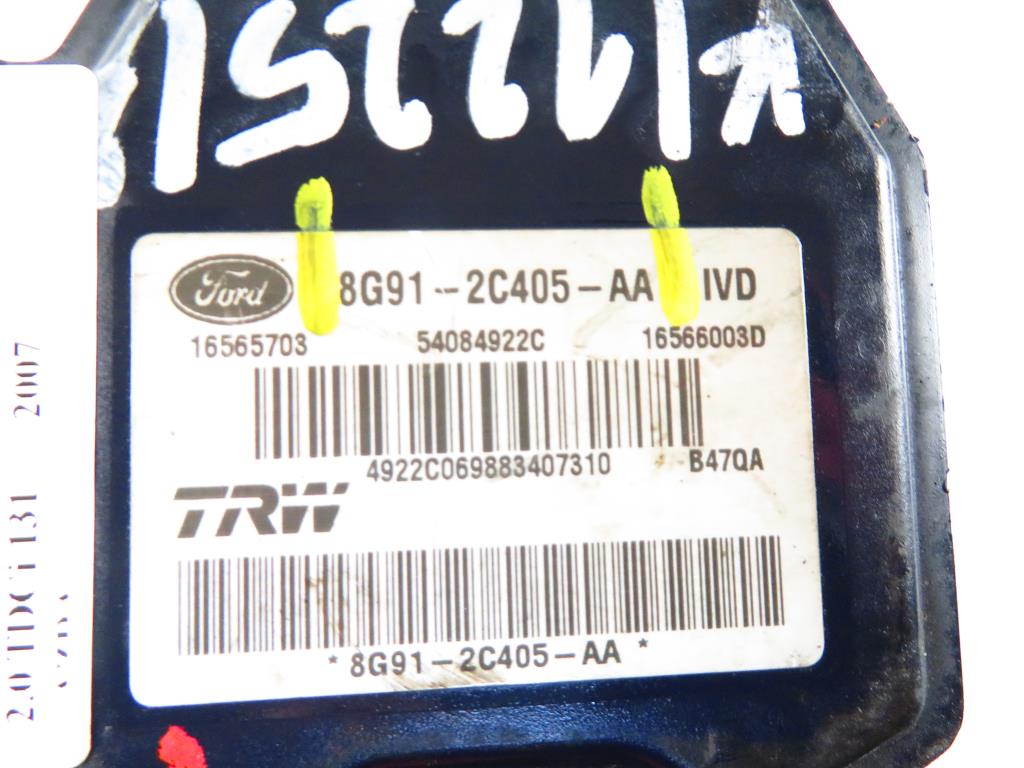 Ford 8G91-2C405-AA IVD
16565703 54084922C 16566003D
4922C069883407310 B47QA
TRW
* 8G91-2C405-AA *
2.0 TDCi 131 2007